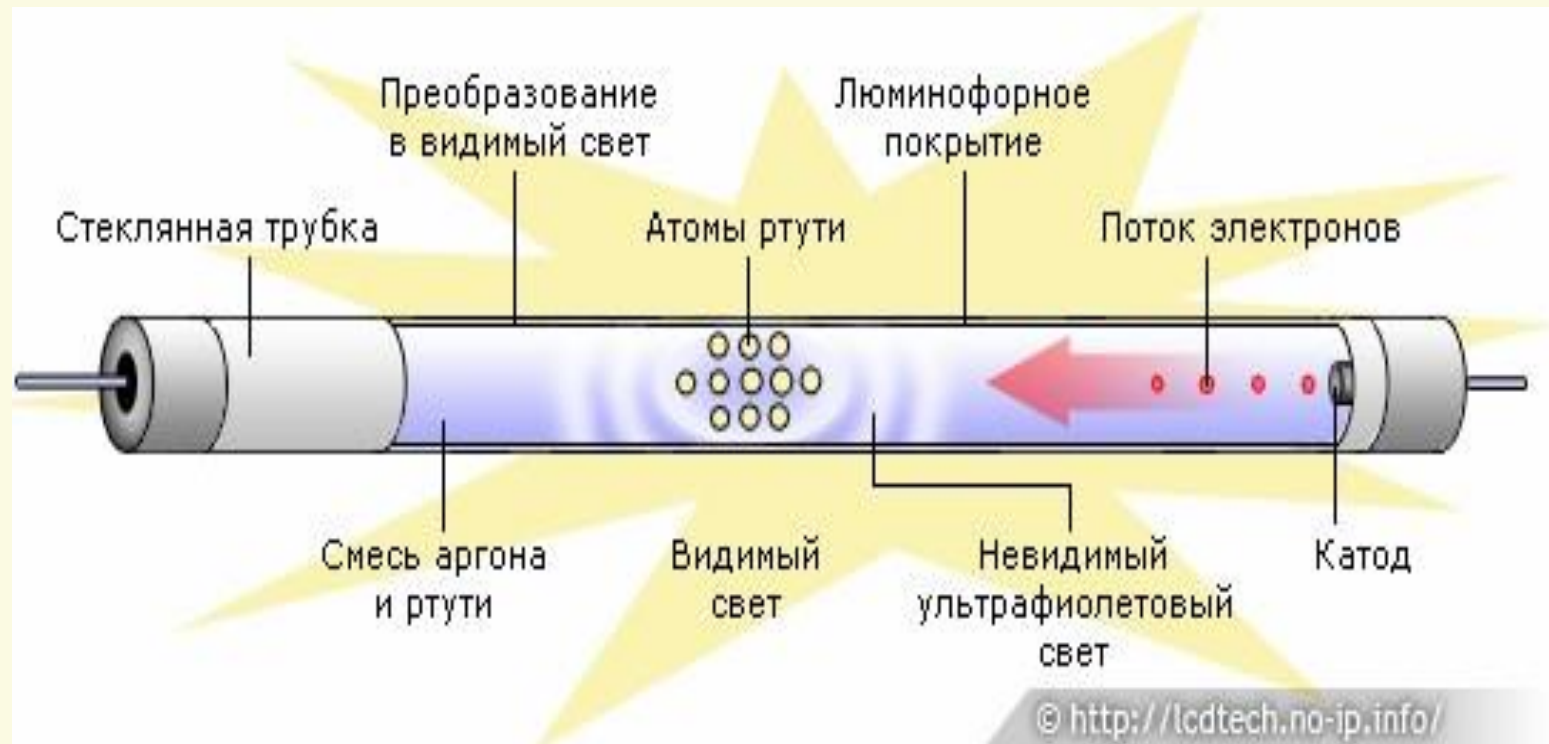 Преобразование
в видимый свет
Люминофорное
покрытие
Стеклянная трубка
Атомы ртути
Поток электронов
Смесь аргона
и ртути
Видимый
свет
Невидимый
ультрафиолетовый
свет
Катод
© http://lcdtech.no-ip.info/